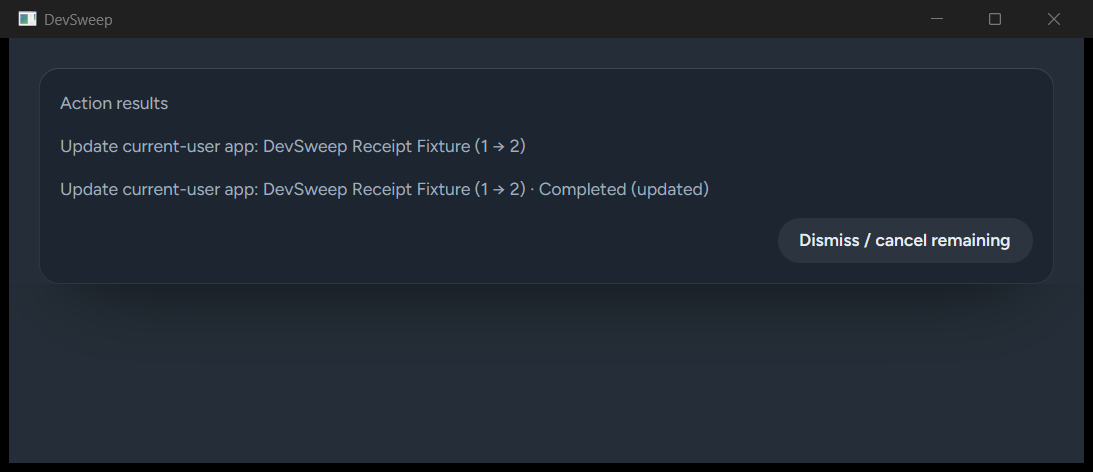 DevSweep
Action results
Update current-user app: DevSweep Receipt Fixture (1 → 2)
Update current-user app: DevSweep Receipt Fixture (1 → 2) · Completed (updated)
Dismiss / cancel remaining